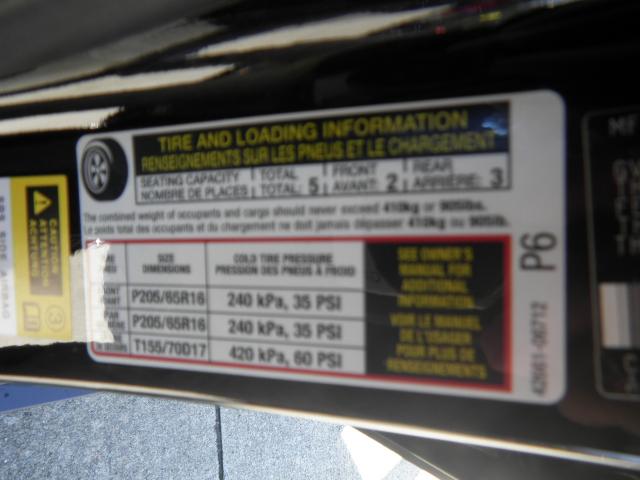 TIRE AND LOADING INFORMATION
RENSEIGNEMENTS SUR LES PNEUS ET LE CHARGEMENT
SEATING CAPACITY TOTAL FRONT REAR
NOMBRE DE PLACES TOTAL: 5 AVANT: 2 ARRIÈRE: 3
The combined weight of occupants and cargo should never exceed 410kg or 905lbs.
Le poids total des occupants et du chargement ne doit jamais dépasser 410kg ou 905lb.
SIZE
DIMENSIONS
COLD TIRE PRESSURE
PRESSION DES PNEUS À FROID
P205/65R16 240 kPa, 35 PSI
P205/65R16 240 kPa, 35 PSI
T155/70D17 420 kPa, 60 PSI
SEE OWNER'S
MANUAL FOR
ADDITIONAL
INFORMATION
VOIR LE MANUEL
DE L'USAGER
POUR PLUS DE
RENSEIGNEMENTS
P6
CAUTION
ATTENTION
SRS SIDE AIRBAG